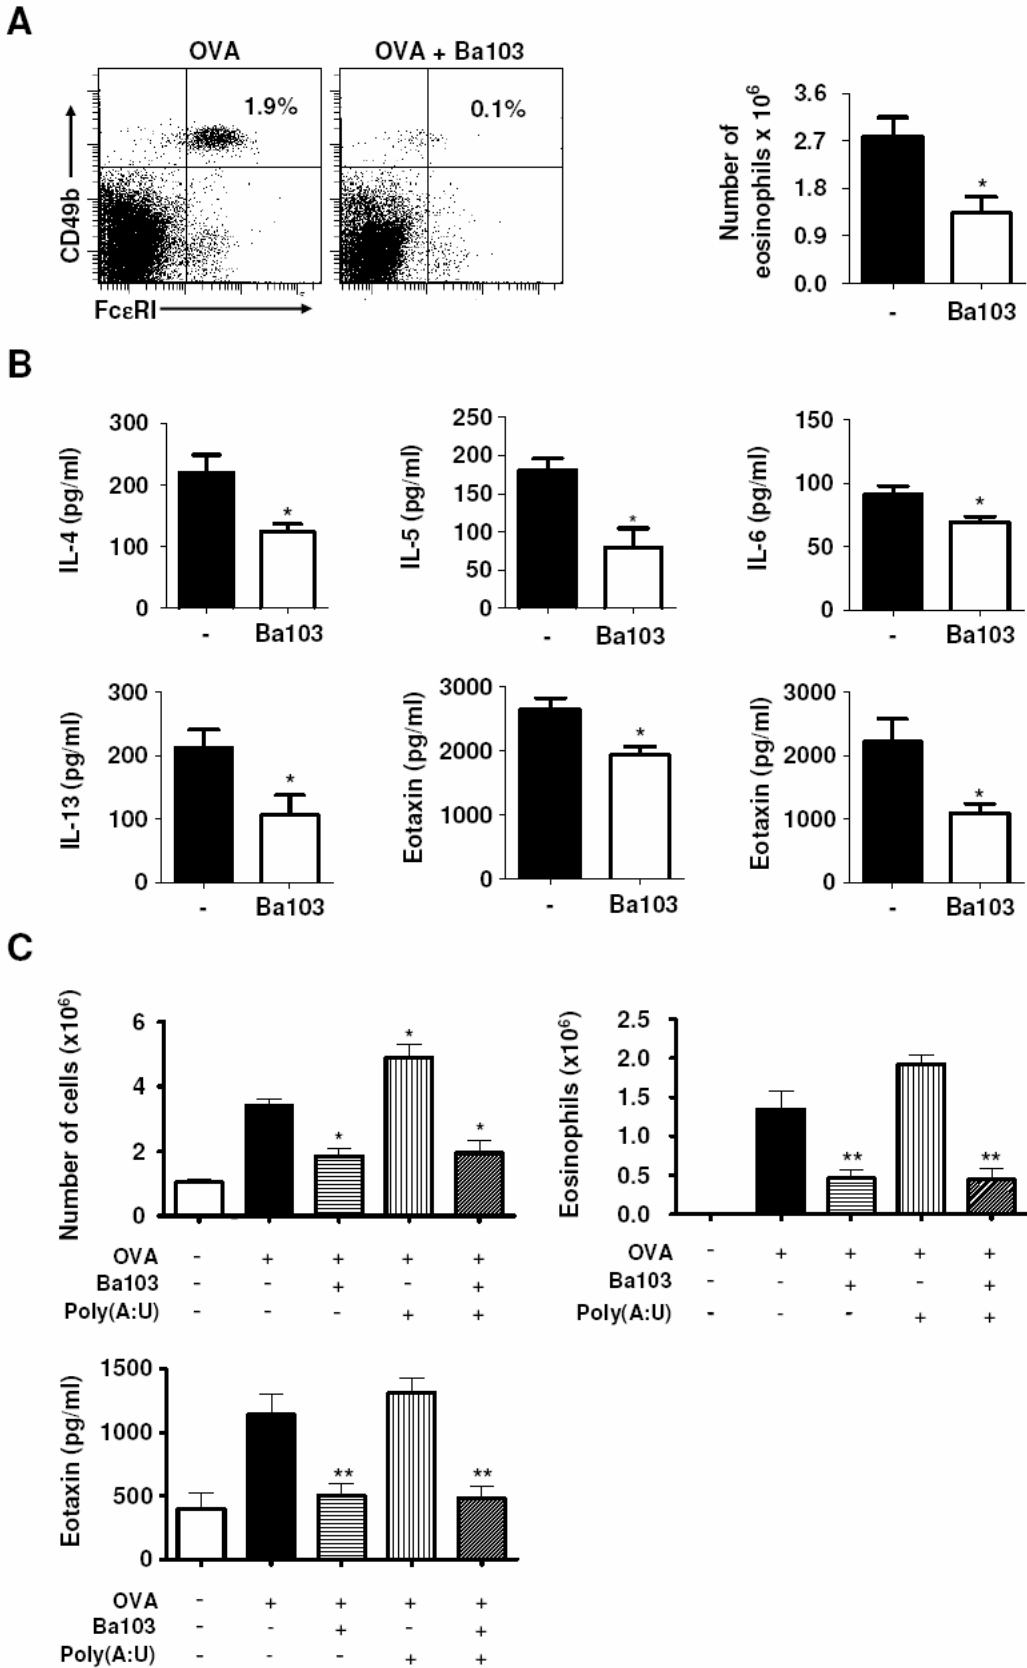 A
OVA
OVA + Ba103
1.9%
0.1%
CD49b
FcεRI
Number of
eosinophils x 10⁶
3.6
2.7
1.8
0.9
0.0
*
-
Ba103
B
IL-4 (pg/ml)
300
200
100
0
*
-
Ba103
IL-5 (pg/ml)
250
200
150
100
50
0
*
-
Ba103
IL-6 (pg/ml)
150
100
50
0
*
-
Ba103
IL-13 (pg/ml)
300
200
100
0
*
-
Ba103
Eotaxin (pg/ml)
3000
2000
1000
0
*
-
Ba103
Eotaxin (pg/ml)
3000
2000
1000
0
*
-
Ba103
C
Number of cells (x10⁶)
6
4
2
0
* * *
OVA - + + + +
Ba103 - - + - +
Poly(A:U) - - - + +
Eosinophils (x10⁶)
2.5
2.0
1.5
1.0
0.5
0.0
** **
OVA - + + + +
Ba103 - - + - +
Poly(A:U) - - - + +
Eotaxin (pg/ml)
1500
1000
500
0
** **
OVA - + + + +
Ba103 - - + - +
Poly(A:U) - - - + +